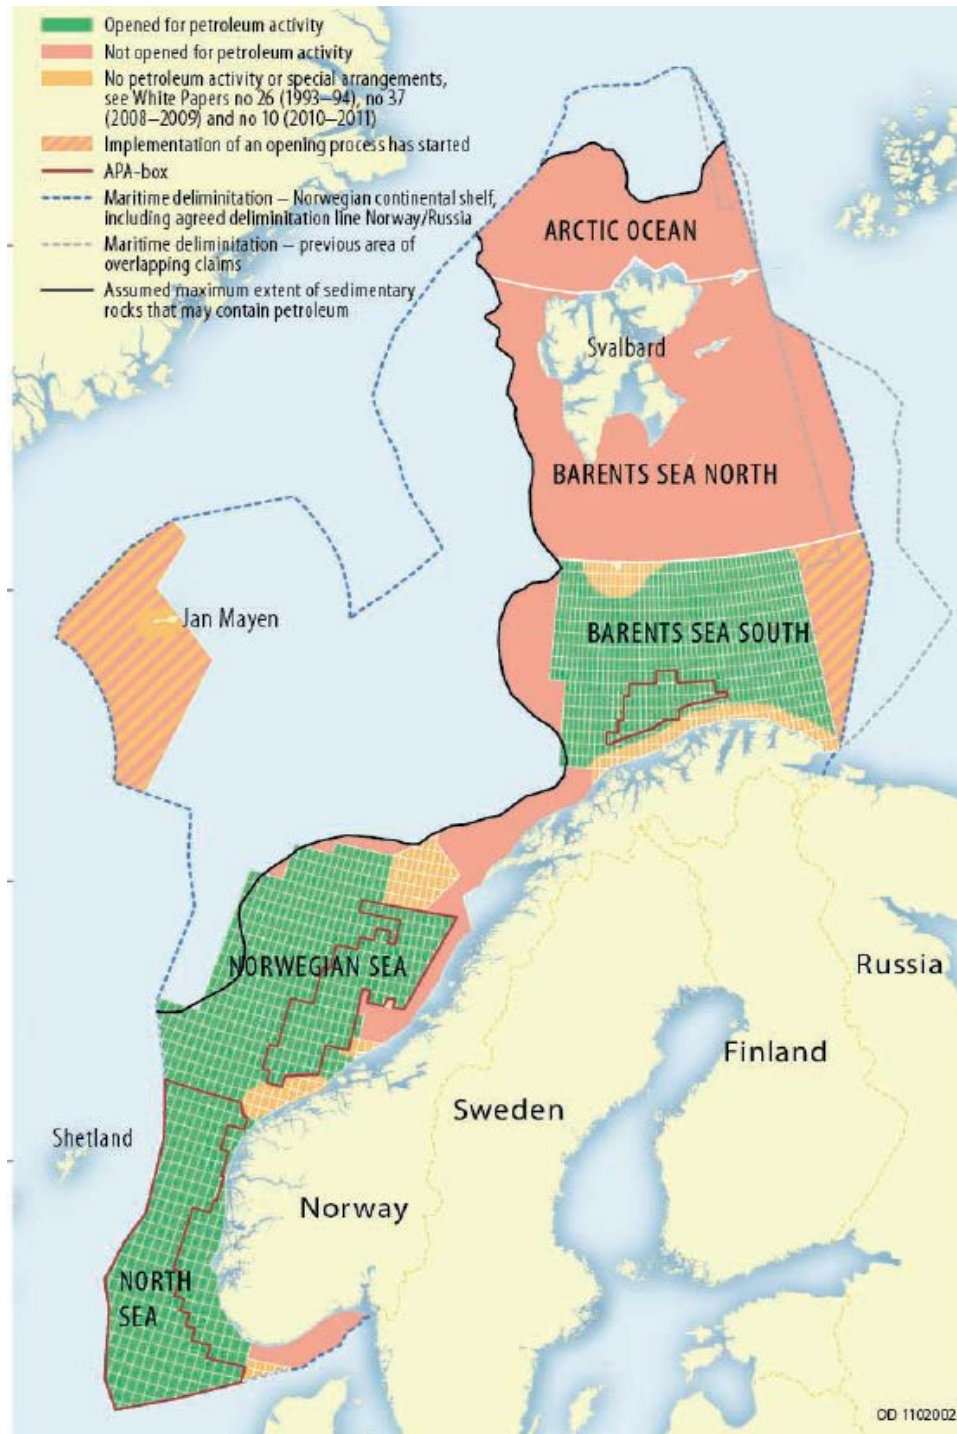 Opened for petroleum activity
Not opened for petroleum activity
No petroleum activity or special arrangements,
see White Papers no 26 (1993–94), no 37
(2008–2009) and no 10 (2010–2011)
Implementation of an opening process has started
APA-box
Maritime deliminitation – Norwegian continental shelf,
including agreed deliminitation line Norway/Russia
Maritime deliminitation – previous area of
overlapping claims
Assumed maximum extent of sedimentary
rocks that may contain petroleum
ARCTIC OCEAN
Svalbard
BARENTS SEA NORTH
Jan Mayen
BARENTS SEA SOUTH
NORWEGIAN SEA
Russia
Finland
Sweden
Shetland
Norway
NORTH
SEA
OD 1102002